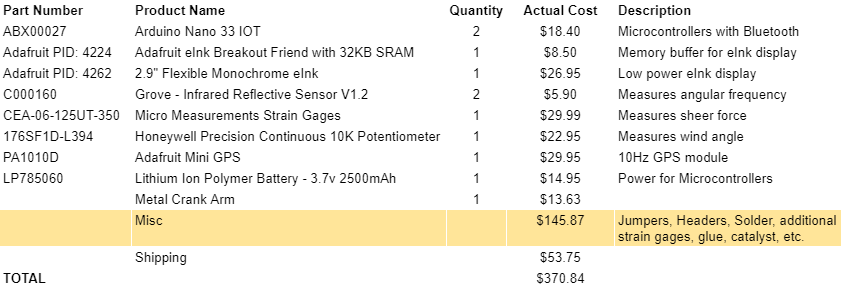 Part Number Product Name Quantity Actual Cost Description
ABX00027 Arduino Nano 33 IOT 2 $18.40 Microcontrollers with Bluetooth
Adafruit PID: 4224 Adafruit eInk Breakout Friend with 32KB SRAM 1 $8.50 Memory buffer for eInk display
Adafruit PID: 4262 2.9" Flexible Monochrome eInk 1 $26.95 Low power eInk display
C000160 Grove - Infrared Reflective Sensor V1.2 2 $5.90 Measures angular frequency
CEA-06-125UT-350 Micro Measurements Strain Gages 1 $29.99 Measures sheer force
176SF1D-L394 Honeywell Precision Continuous 10K Potentiometer 1 $22.95 Measures wind angle
PA1010D Adafruit Mini GPS 1 $29.95 10Hz GPS module
LP785060 Lithium Ion Polymer Battery - 3.7v 2500mAh 1 $14.95 Power for Microcontrollers
Metal Crank Arm 1 $13.63
Misc $145.87 Jumpers, Headers, Solder, additional
strain gages, glue, catalyst, etc.
Shipping $53.75
TOTAL $370.84